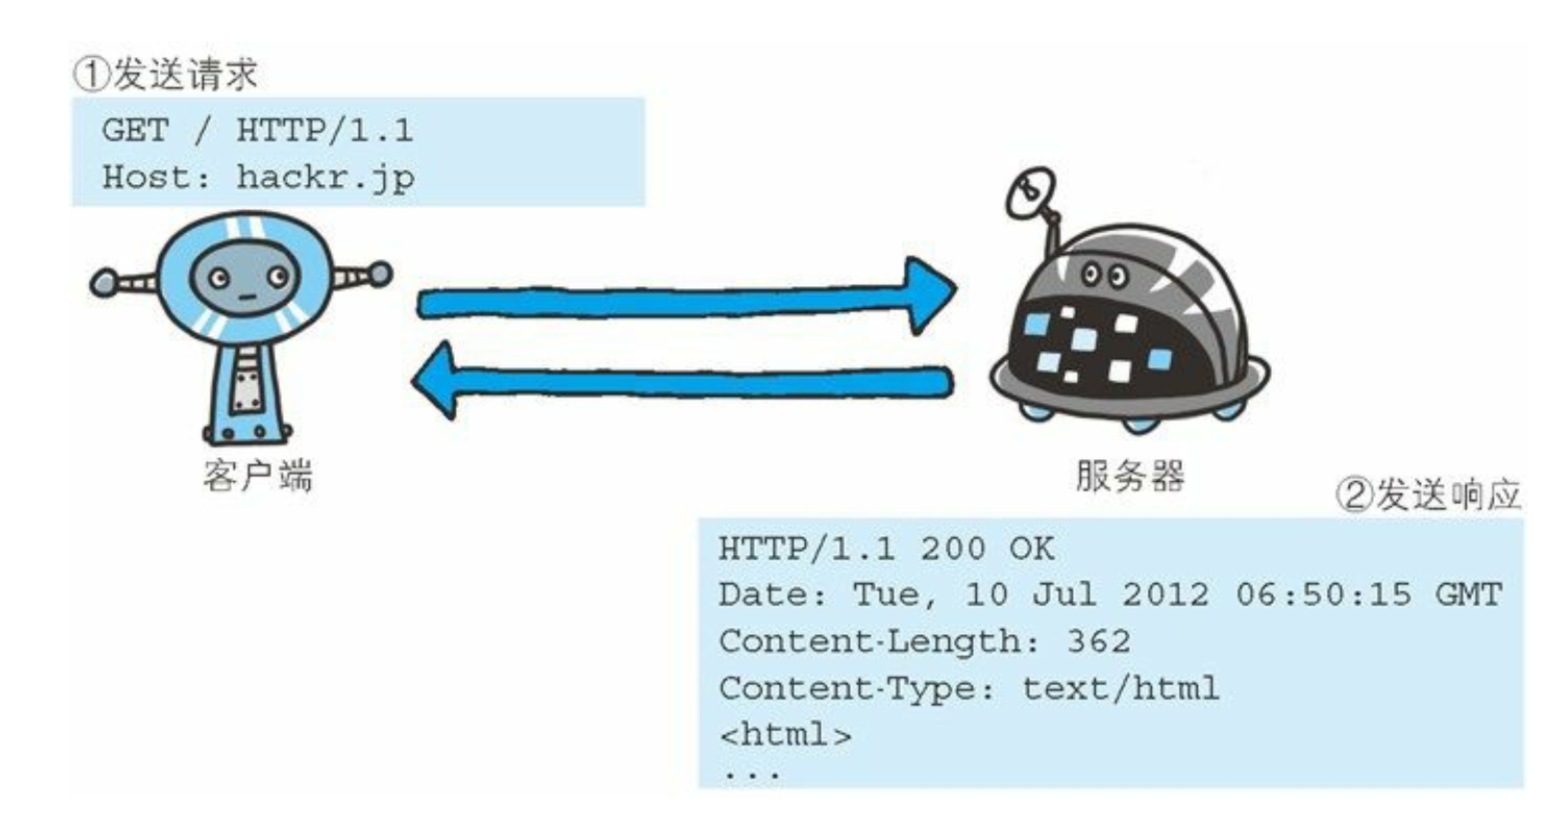 ①发送请求
GET / HTTP/1.1
Host: hackr.jp
客户端
服务器
②发送响应
HTTP/1.1 200 OK
Date: Tue, 10 Jul 2012 06:50:15 GMT
Content-Length: 362
Content-Type: text/html
<html>
...